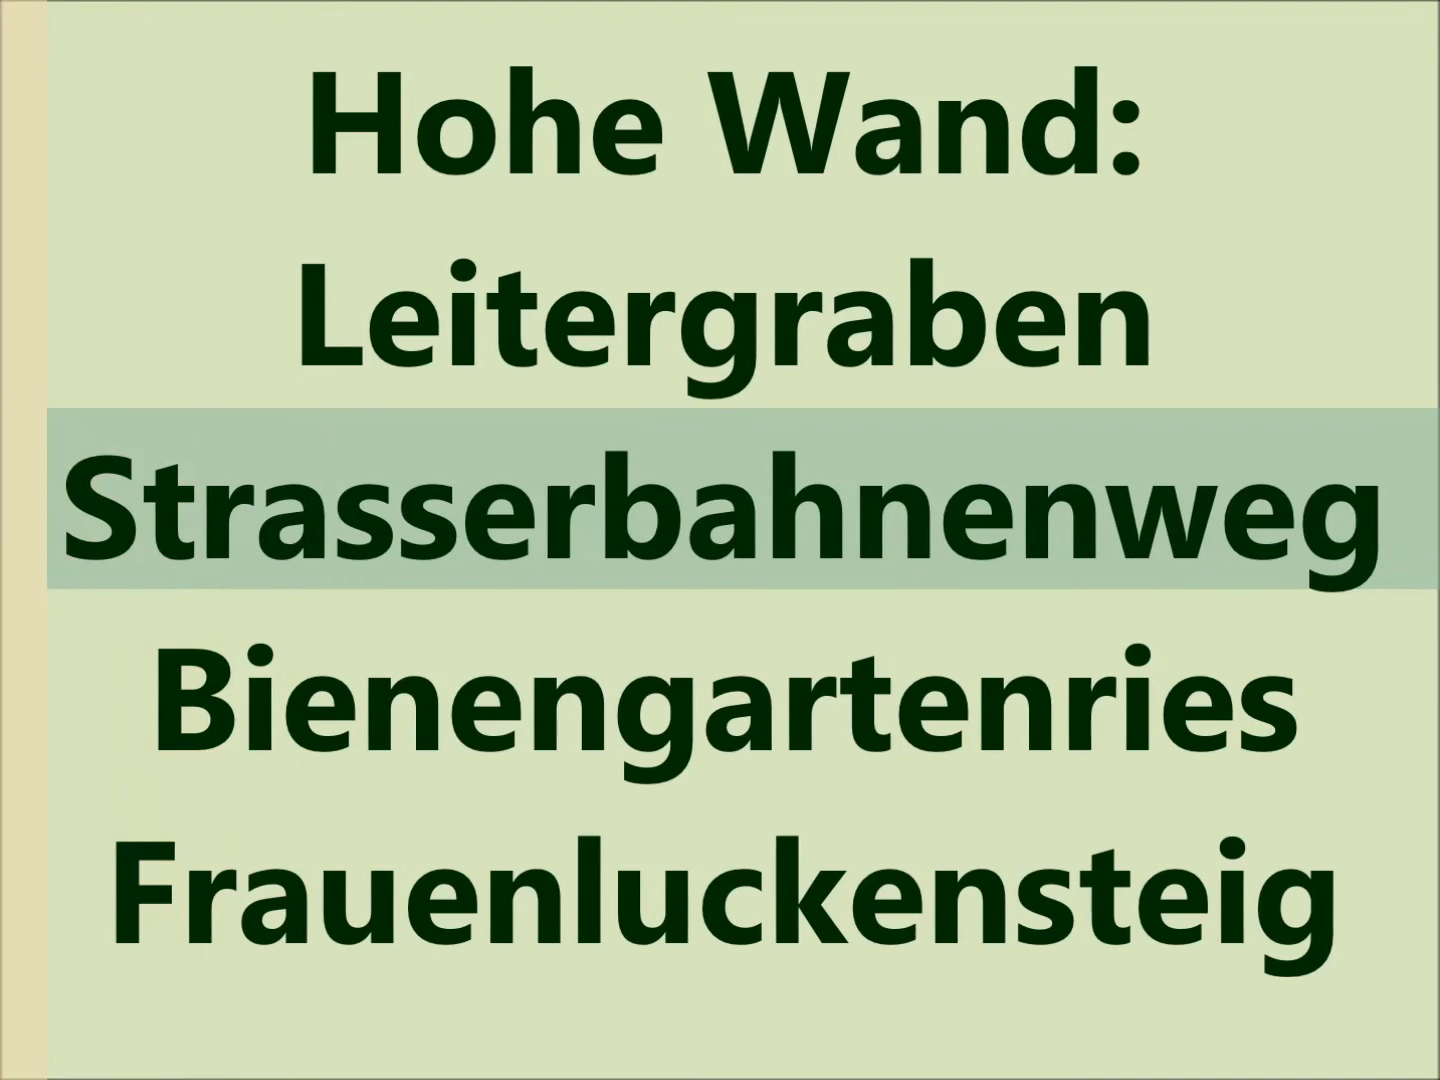 Hohe Wand:
Leitergraben
Strasserbahnenweg
Bienengartenries
Frauenluckensteig